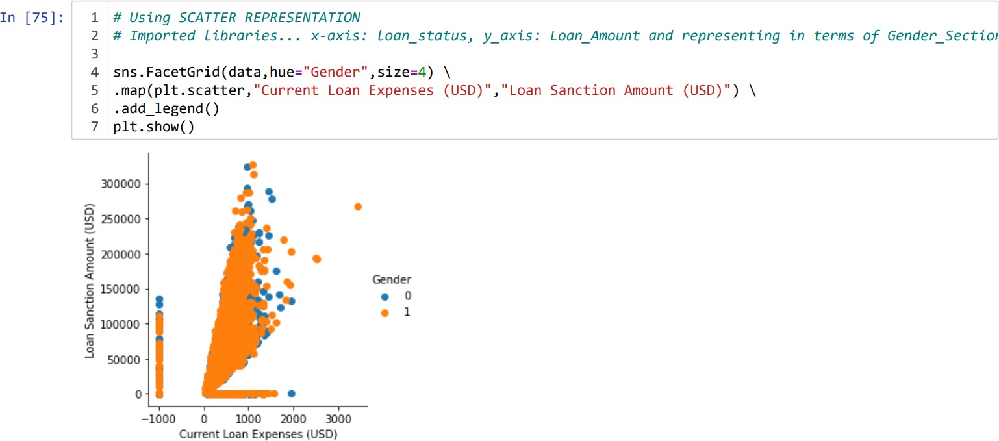 In [75]:
1 # Using SCATTER REPRESENTATION
2 # Imported libraries... x-axis: loan_status, y_axis: Loan_Amount and representing in terms of Gender_Section
3
4 sns.FacetGrid(data,hue="Gender",size=4) \
5 .map(plt.scatter,"Current Loan Expenses (USD)","Loan Sanction Amount (USD)") \
6 .add_legend()
7 plt.show()
Loan Sanction Amount (USD)
300000
250000
200000
150000
100000
50000
0
−1000 0 1000 2000 3000
Current Loan Expenses (USD)
Gender
0
1